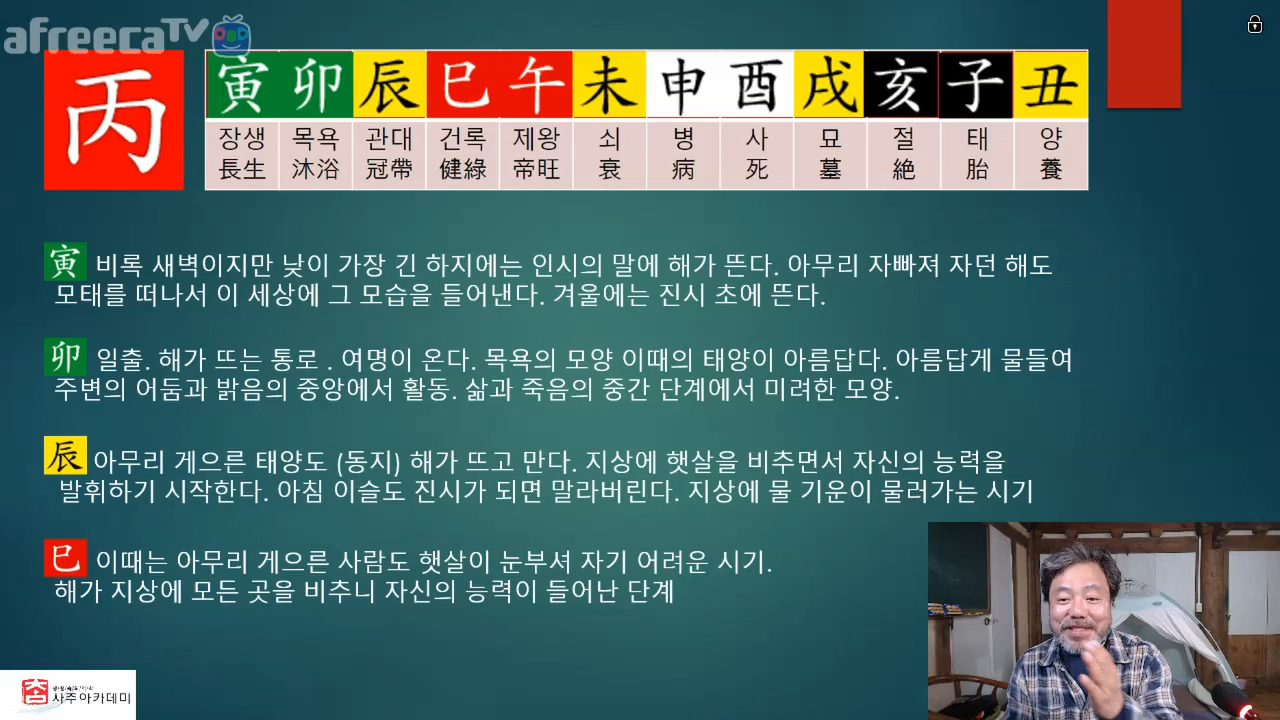 afreecaTV
丙
寅 卯 辰 巳 午 未 申 酉 戌 亥 子 丑
장생 목욕 관대 건록 제왕 쇠 병 사 묘 절 태 양
長生 沐浴 冠帶 健綠 帝旺 衰 病 死 墓 絶 胎 養
寅 비록 새벽이지만 낮이 가장 긴 하지에는 인시의 말에 해가 뜬다. 아무리 자빠져 자던 해도
모태를 떠나서 이 세상에 그 모습을 들어낸다. 겨울에는 진시 초에 뜬다.
卯 일출. 해가 뜨는 통로 . 여명이 온다. 목욕의 모양 이때의 태양이 아름답다. 아름답게 물들여
주변의 어둠과 밝음의 중앙에서 활동. 삶과 죽음의 중간 단계에서 미려한 모양.
辰 아무리 게으른 태양도 (동지) 해가 뜨고 만다. 지상에 햇살을 비추면서 자신의 능력을
발휘하기 시작한다. 아침 이슬도 진시가 되면 말라버린다. 지상에 물 기운이 물러가는 시기
巳 이때는 아무리 게으른 사람도 햇살이 눈부셔 자기 어려운 시기.
해가 지상에 모든 곳을 비추니 자신의 능력이 들어난 단계
사주아카데미